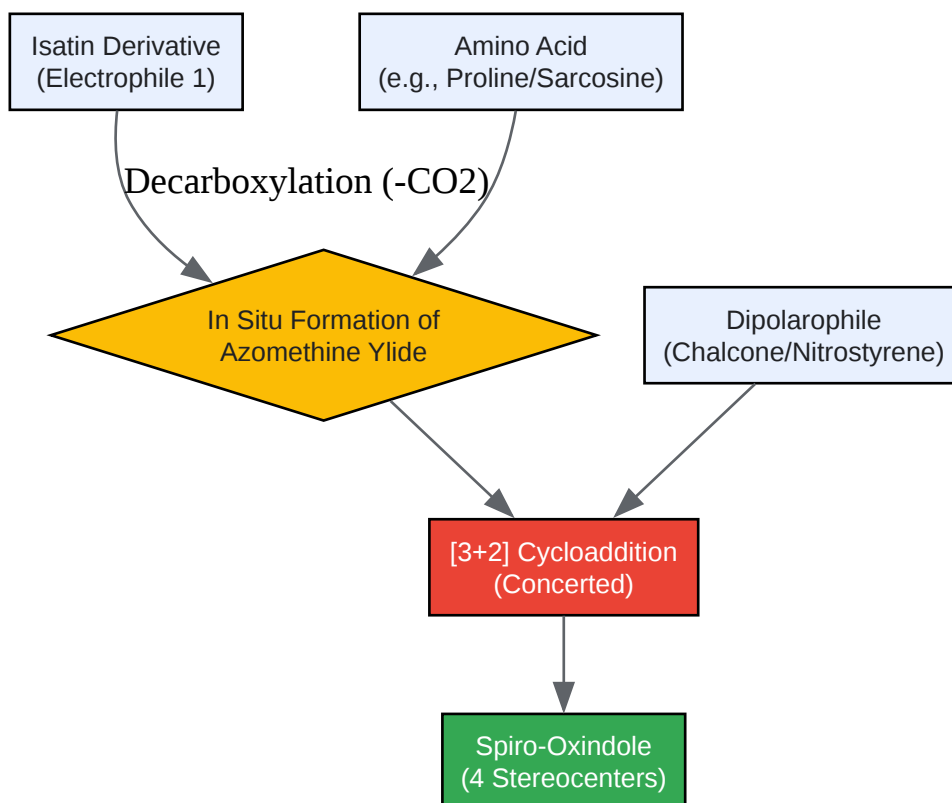 Isatin Derivative
(Electrophile 1)
Amino Acid
(e.g., Proline/Sarcosine)
Decarboxylation (-CO2)
In Situ Formation of
Azomethine Ylide
Dipolarophile
(Chalcone/Nitrostyrene)
[3+2] Cycloaddition
(Concerted)
Spiro-Oxindole
(4 Stereocenters)